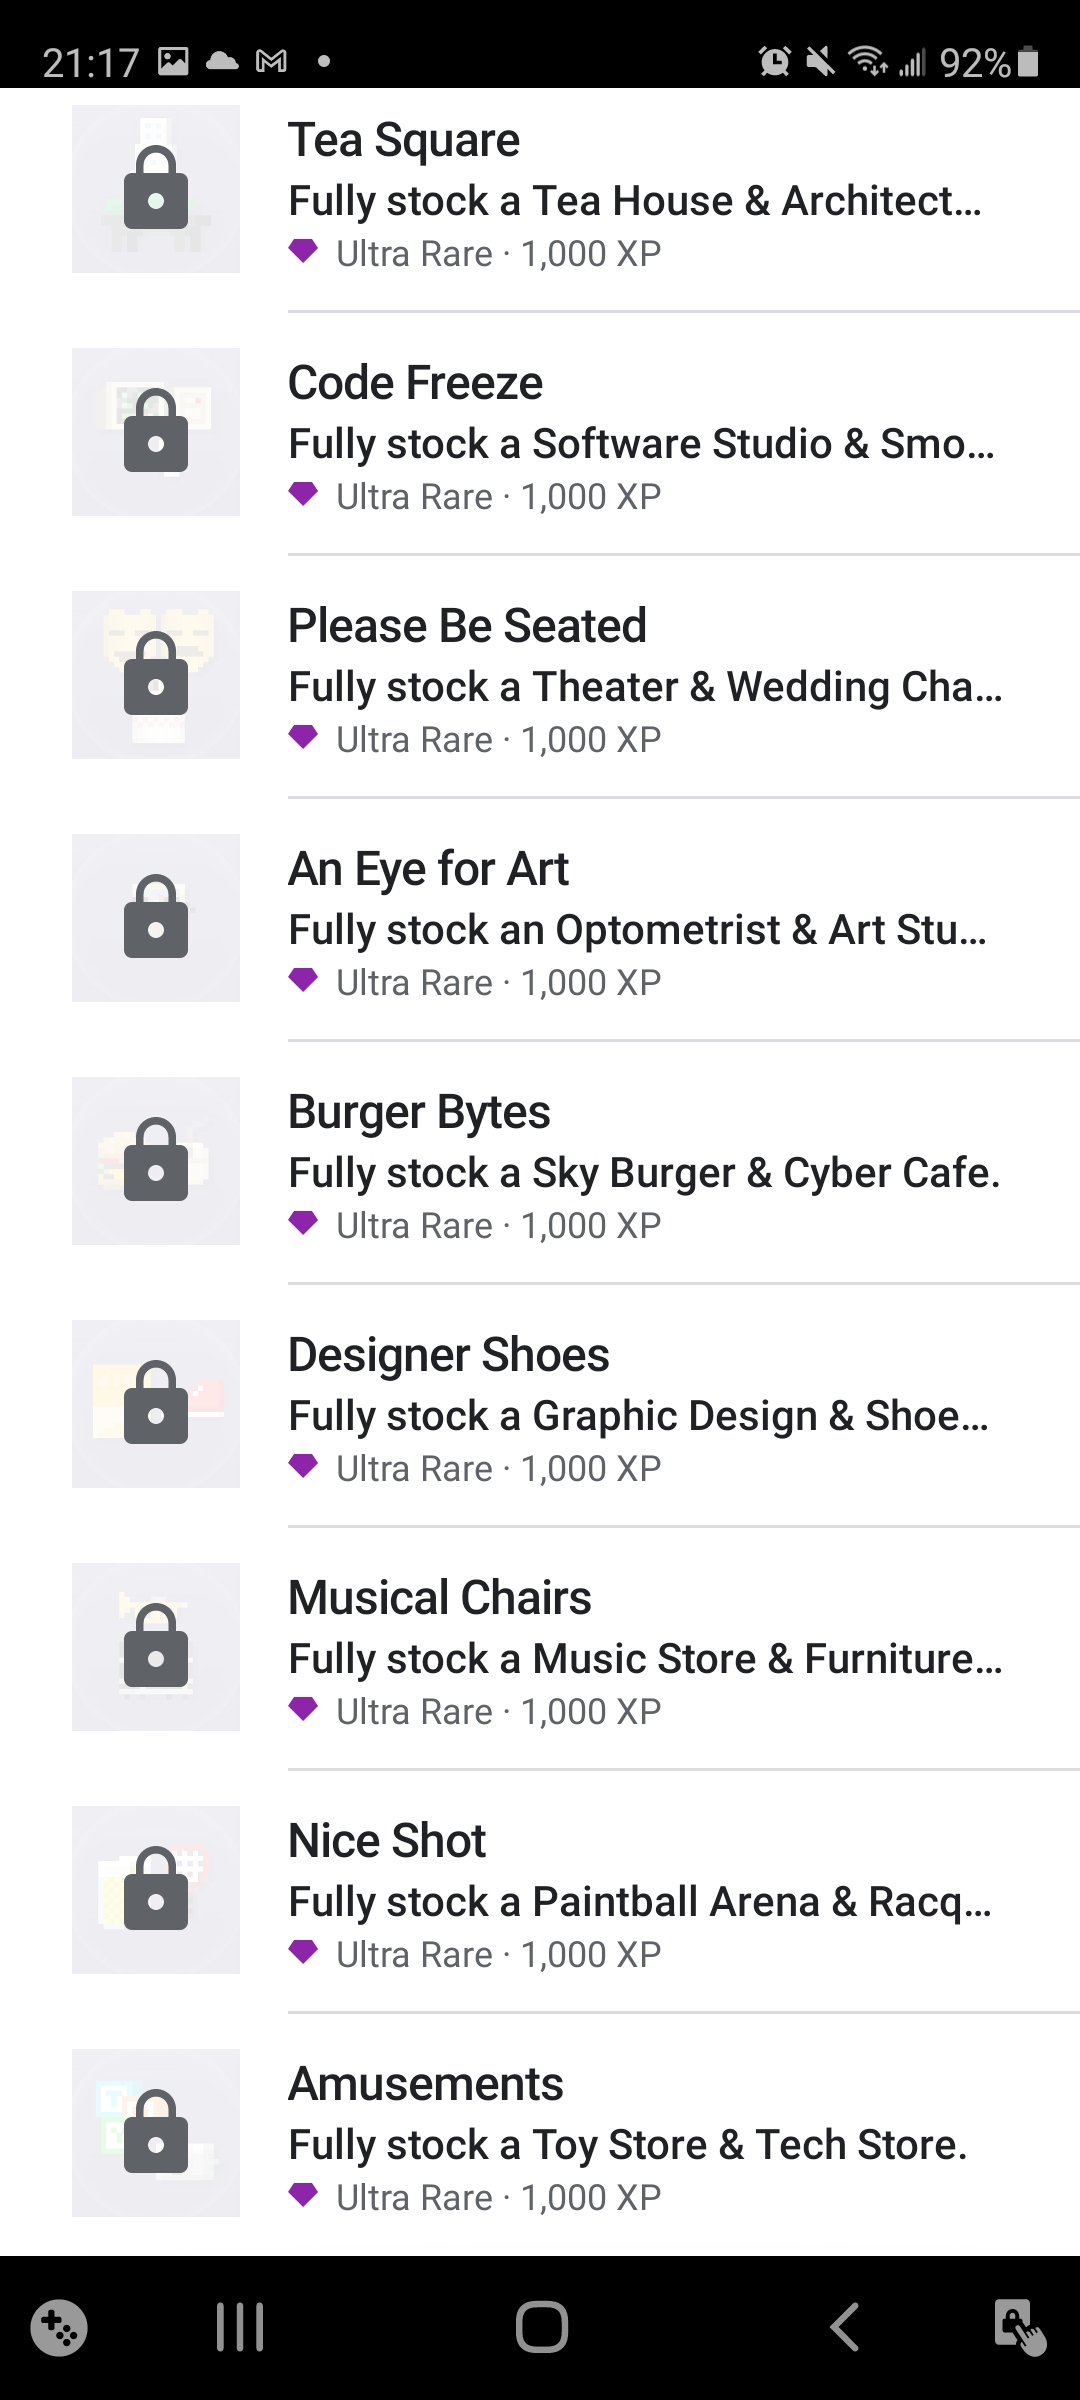 21:17 92%
Tea Square
Fully stock a Tea House & Architect...
Ultra Rare · 1,000 XP
Code Freeze
Fully stock a Software Studio & Smo...
Ultra Rare · 1,000 XP
Please Be Seated
Fully stock a Theater & Wedding Cha...
Ultra Rare · 1,000 XP
An Eye for Art
Fully stock an Optometrist & Art Stu...
Ultra Rare · 1,000 XP
Burger Bytes
Fully stock a Sky Burger & Cyber Cafe.
Ultra Rare · 1,000 XP
Designer Shoes
Fully stock a Graphic Design & Shoe...
Ultra Rare · 1,000 XP
Musical Chairs
Fully stock a Music Store & Furniture...
Ultra Rare · 1,000 XP
Nice Shot
Fully stock a Paintball Arena & Racq...
Ultra Rare · 1,000 XP
Amusements
Fully stock a Toy Store & Tech Store.
Ultra Rare · 1,000 XP